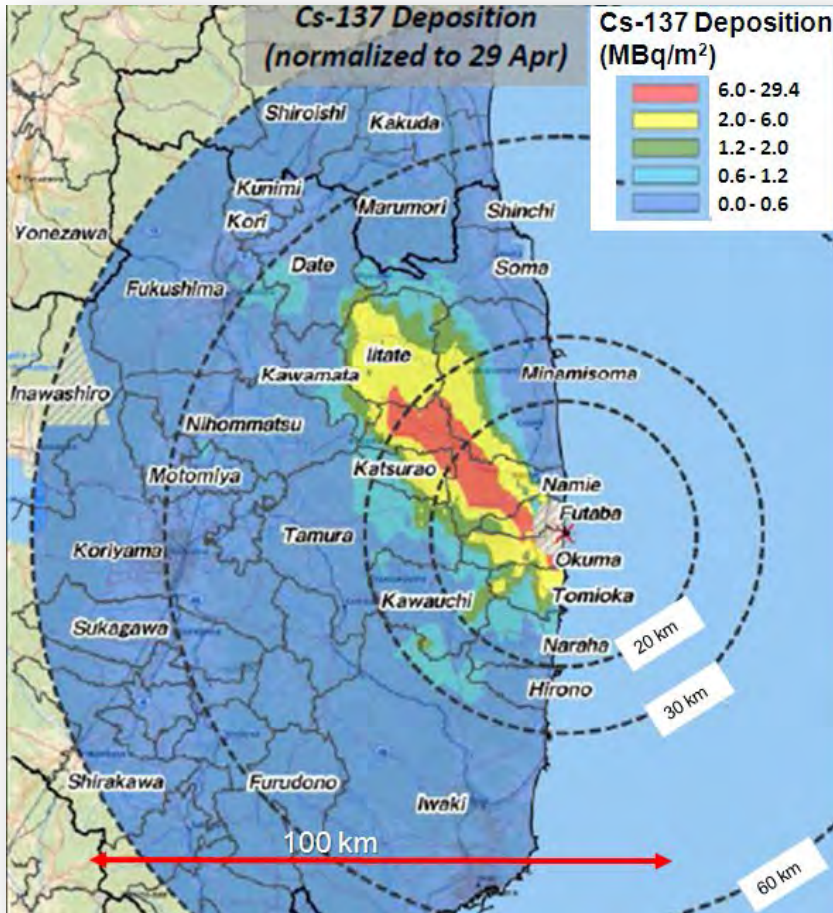 Cs-137 Deposition
(normalized to 29 Apr)
Cs-137 Deposition
(MBq/m²)
6.0 - 29.4
2.0 - 6.0
1.2 - 2.0
0.6 - 1.2
0.0 - 0.6
Shiroishi
Kakuda
Kunimi
Marumori
Shinchi
Yonezawa
Kori
Date
Soma
Fukushima
Iitate
Kawamata
Minamisoma
Inawashiro
Nihommatsu
Motomiya
Katsurao
Namie
Futaba
Koriyama
Tamura
Okuma
Kawauchi
Tomioka
Sukagawa
Naraha
20 km
Hirono
30 km
Shirakawa
Furudono
Iwaki
100 km
60 km